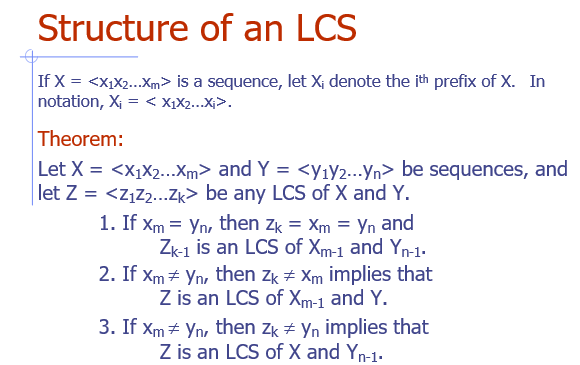 Structure of an LCS
If X = <x₁x₂...xₘ> is a sequence, let Xᵢ denote the iᵗʰ prefix of X. In
notation, Xᵢ = < x₁x₂...xᵢ>.
Theorem:
Let X = <x₁x₂...xₘ> and Y = <y₁y₂...yₙ> be sequences, and
let Z = <z₁z₂...zₖ> be any LCS of X and Y.
1. If xₘ = yₙ, then zₖ = xₘ = yₙ and
Zₖ₋₁ is an LCS of Xₘ₋₁ and Yₙ₋₁.
2. If xₘ ≠ yₙ, then zₖ ≠ xₘ implies that
Z is an LCS of Xₘ₋₁ and Y.
3. If xₘ ≠ yₙ, then zₖ ≠ yₙ implies that
Z is an LCS of X and Yₙ₋₁.